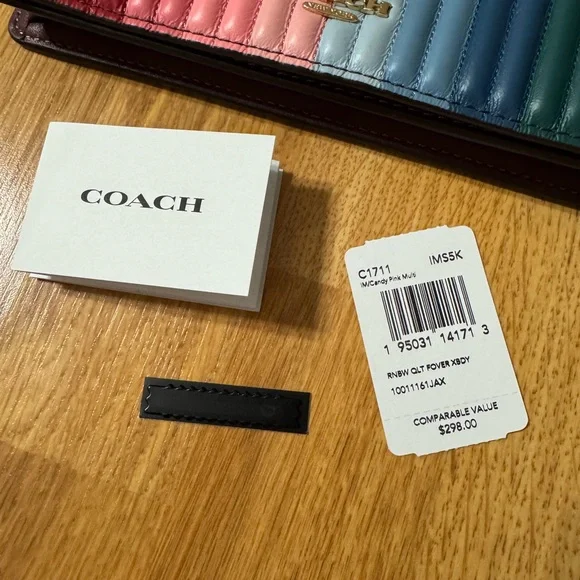 COACH
C1711 IMS5K
IM/Candy Pink Multi
1 95031 14171 3
RNBW QLT FOVER XBDY
10011161JAX
COMPARABLE VALUE
$298.00